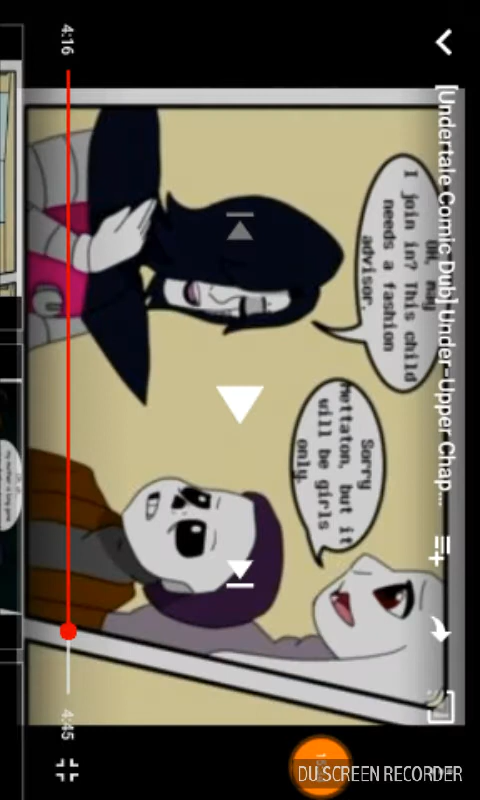 [Undertale Comic Dub] Under-Upper Chap...
Uh, may
I join in? This child
needs a fashion
advisor.
Sorry
Mettaton, but it
will be girls
only.
4:16
4:45
DU SCREEN RECORDER